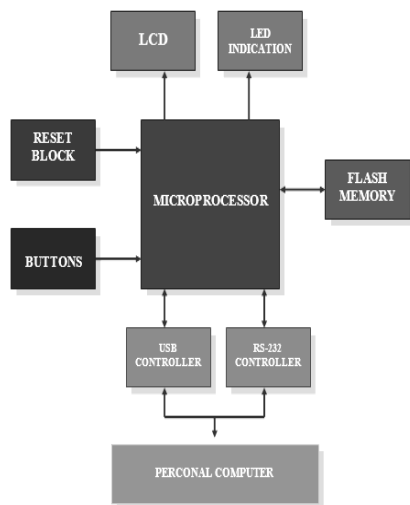 LCD
LED
INDICATION
RESET
BLOCK
MICROPROCESSOR
FLASH
MEMORY
BUTTONS
USB
CONTROLLER
RS-232
CONTROLLER
PERCONAL COMPUTER